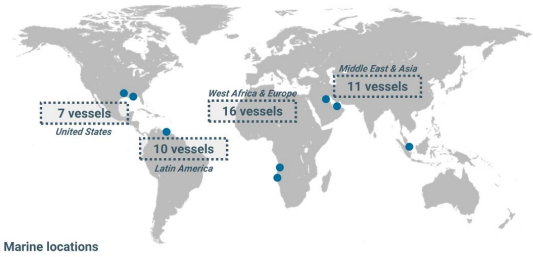 Middle East & Asia
11 vessels
West Africa & Europe
16 vessels
7 vessels
United States
10 vessels
Latin America
Marine locations